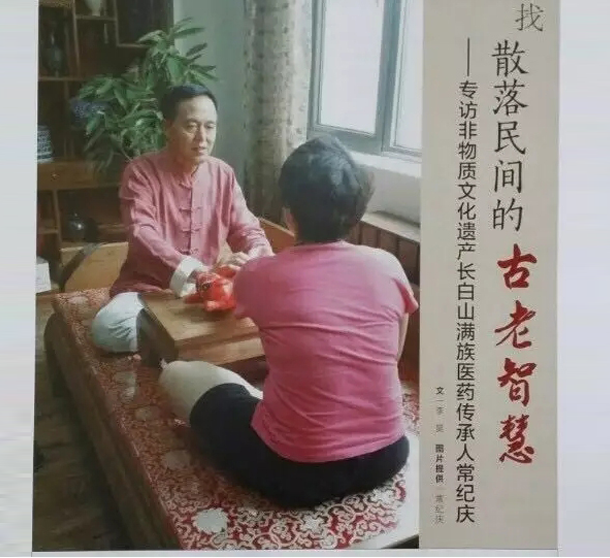 找
散落民间的
古老智慧
——专访非物质文化遗产长白山满族医药传承人常纪庆
文
图片提供 常纪庆